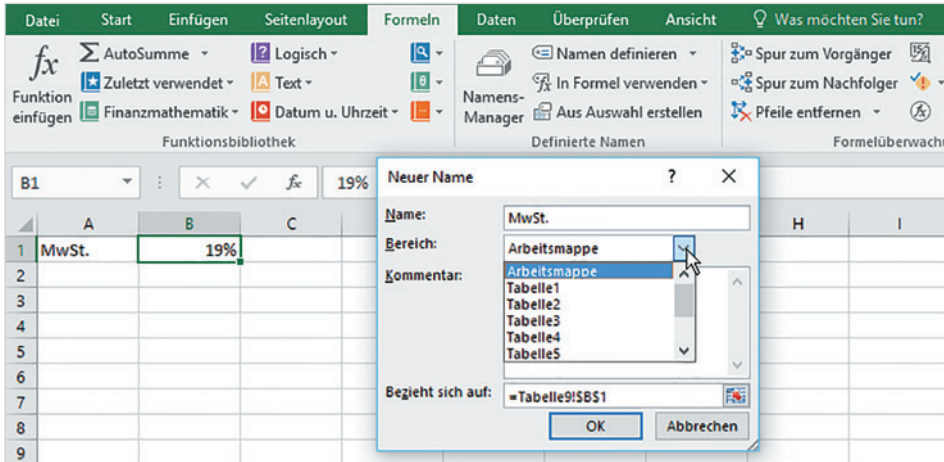 Datei Start Einfügen Seitenlayout Formeln Daten Überprüfen Ansicht Was möchten Sie tun?
fx AutoSumme Logisch Namen definieren Spur zum Vorgänger
Zuletzt verwendet Text In Formel verwenden Spur zum Nachfolger
Funktion einfügen Finanzmathematik Datum u. Uhrzeit Namens-Manager Aus Auswahl erstellen Pfeile entfernen
Funktionsbibliothek Definierte Namen Formelüberwachu
B1 fx 19%
Neuer Name ? ×
Name: MwSt.
Bereich: Arbeitsmappe
Arbeitsmappe
Kommentar:
Tabelle1
Tabelle2
Tabelle3
Tabelle4
Tabelle5
Bezieht sich auf: =Tabelle9!$B$1
OK Abbrechen
A B C H I
1 MwSt. 19%
2
3
4
5
6
7
8
9